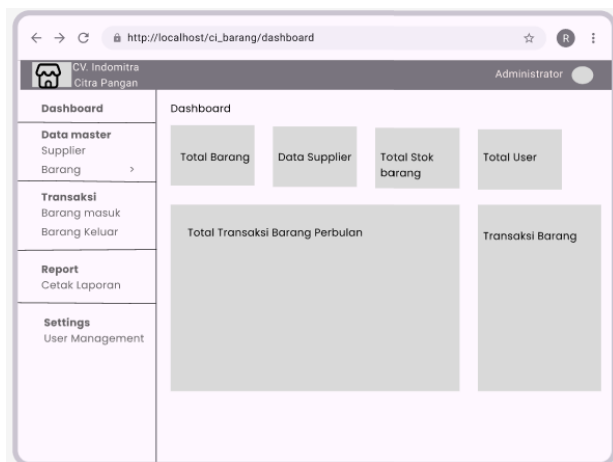 http://localhost/ci_barang/dashboard
R
CV. Indomitra
Citra Pangan
Administrator
Dashboard
Data master
Supplier
Barang >
Transaksi
Barang masuk
Barang Keluar
Report
Cetak Laporan
Settings
User Management
Dashboard
Total Barang
Data Supplier
Total Stok
barang
Total User
Total Transaksi Barang Perbulan
Transaksi Barang